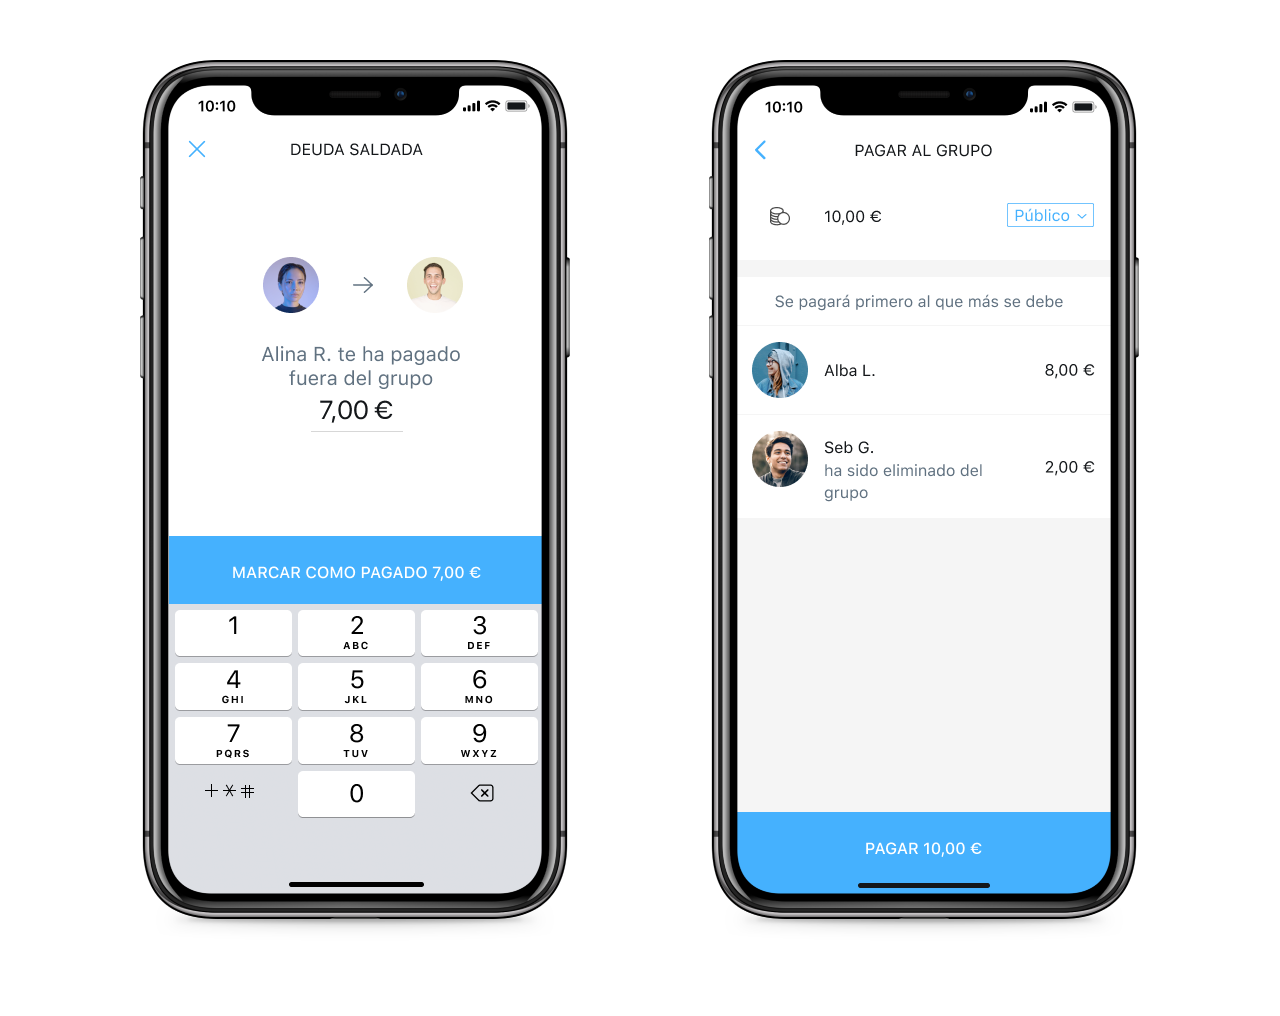 10:10
DEUDA SALDADA
Alina R. te ha pagado
fuera del grupo
7,00 €
MARCAR COMO PAGADO 7,00 €
1
2
ABC
3
DEF
4
GHI
5
JKL
6
MNO
7
PQRS
8
TUV
9
WXYZ
+ * #
0
10:10
PAGAR AL GRUPO
10,00 €
Público
Se pagará primero al que más se debe
Alba L.
8,00 €
Seb G.
ha sido eliminado del
grupo
2,00 €
PAGAR 10,00 €